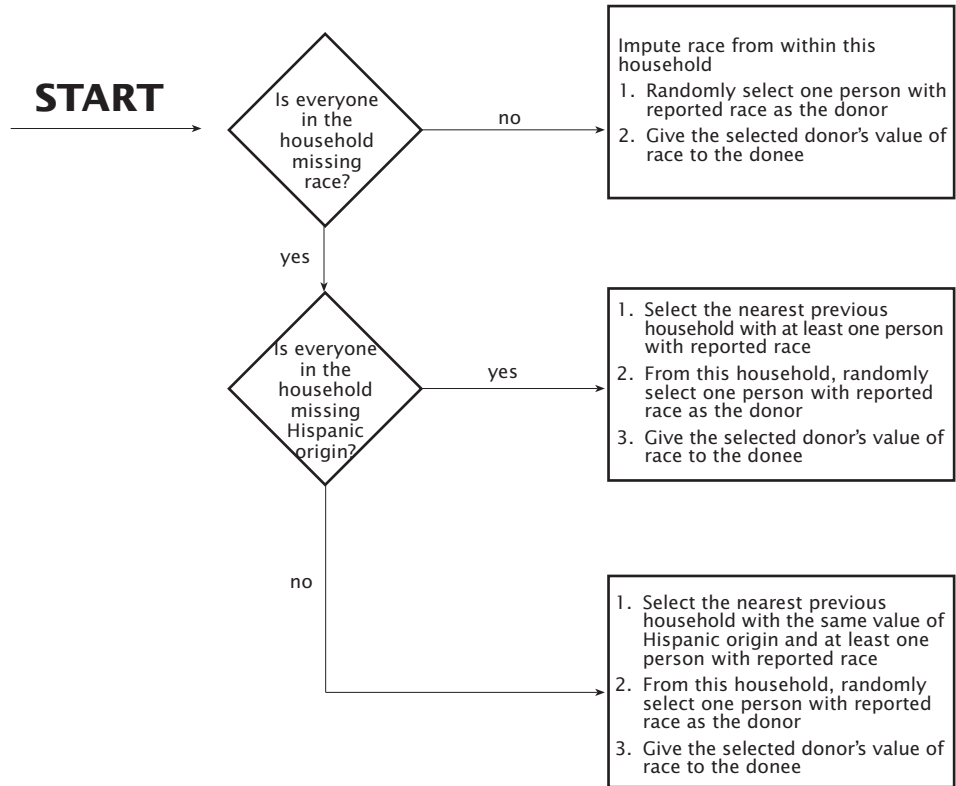 START
Is everyone
in the
household
missing
race?
no
Impute race from within this
household
1. Randomly select one person with
reported race as the donor
2. Give the selected donor’s value of
race to the donee
yes
Is everyone
in the
household
missing
Hispanic
origin?
yes
1. Select the nearest previous
household with at least one person
with reported race
2. From this household, randomly
select one person with reported
race as the donor
3. Give the selected donor’s value of
race to the donee
no
1. Select the nearest previous
household with the same value of
Hispanic origin and at least one
person with reported race
2. From this household, randomly
select one person with reported
race as the donor
3. Give the selected donor’s value of
race to the donee